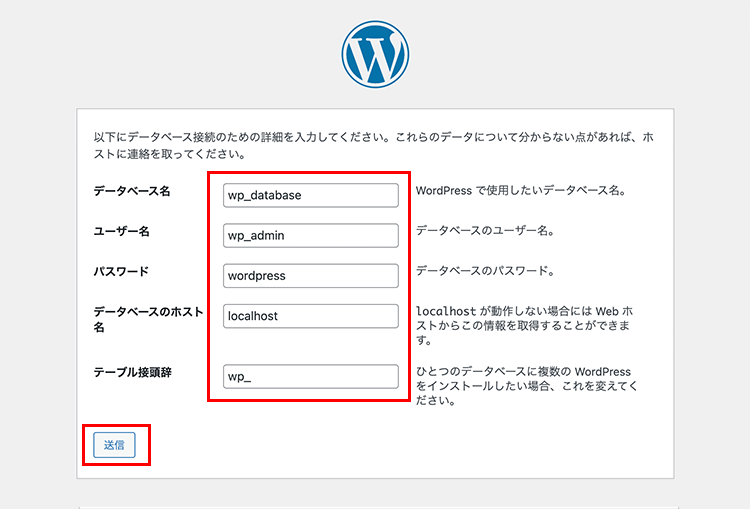 以下にデータベース接続のための詳細を入力してください。これらのデータについて分からない点があれば、ホ
ストに連絡を取ってください。
データベース名 wp_database WordPress で使用したいデータベース名。
ユーザー名 wp_admin データベースのユーザー名。
パスワード wordpress データベースのパスワード。
データベースのホスト localhost localhost が動作しない場合には Web ホ
名 ストからこの情報を取得することができま
す。
テーブル接頭辞 wp_ ひとつのデータベースに複数の WordPress
をインストールしたい場合、これを変えてく
ださい。
送信